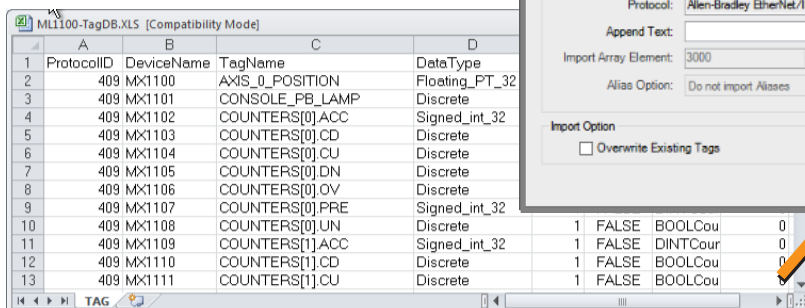 ML1100-TagDB.XLS [Compatibility Mode]
Protocol: Allen-Bradley EtherNet/I
Append Text:
Import Array Element: 3000
Alias Option: Do not import Aliases
Import Option
Overwrite Existing Tags
A B C D
1 ProtocolID DeviceName TagName DataType
2 409 MX1100 AXIS_0_POSITION Floating_PT_32
3 409 MX1101 CONSOLE_PB_LAMP Discrete
4 409 MX1102 COUNTERS[0].ACC Signed_int_32
5 409 MX1103 COUNTERS[0].CD Discrete
6 409 MX1104 COUNTERS[0].CU Discrete
7 409 MX1105 COUNTERS[0].DN Discrete
8 409 MX1106 COUNTERS[0].OV Discrete
9 409 MX1107 COUNTERS[0].PRE Signed_int_32
10 409 MX1108 COUNTERS[0].UN Discrete 1 FALSE BOOLCou 0
11 409 MX1109 COUNTERS[1].ACC Signed_int_32 1 FALSE DINTCour 0
12 409 MX1110 COUNTERS[1].CD Discrete 1 FALSE BOOLCou 0
13 409 MX1111 COUNTERS[1].CU Discrete 1 FALSE BOOLCou 0
TAG